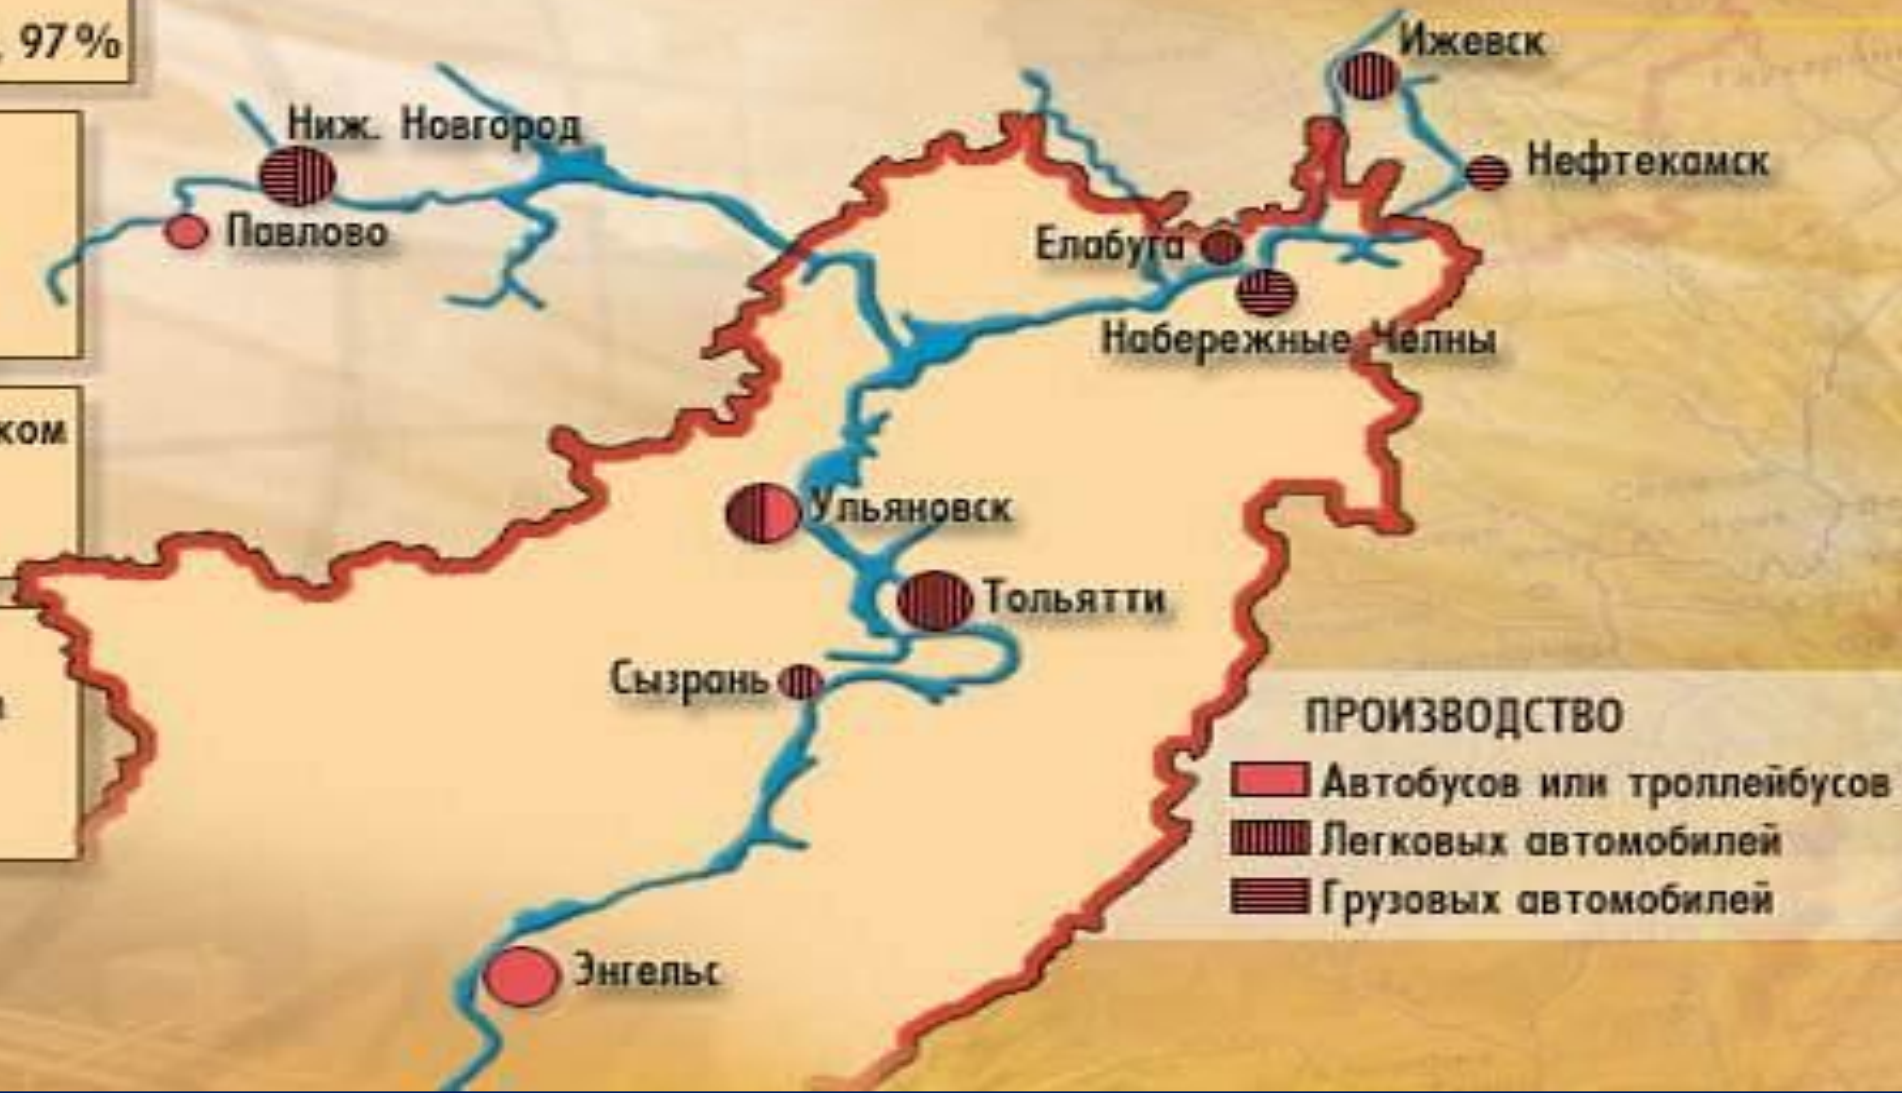 97%
ком
Ижевск
Ниж. Новгород
Нефтекамск
Павлово
Елабуга
Набережные Челны
Ульяновск
Тольятти
Сызрань
Энгельс
ПРОИЗВОДСТВО
Автобусов или троллейбусов
Легковых автомобилей
Грузовых автомобилей